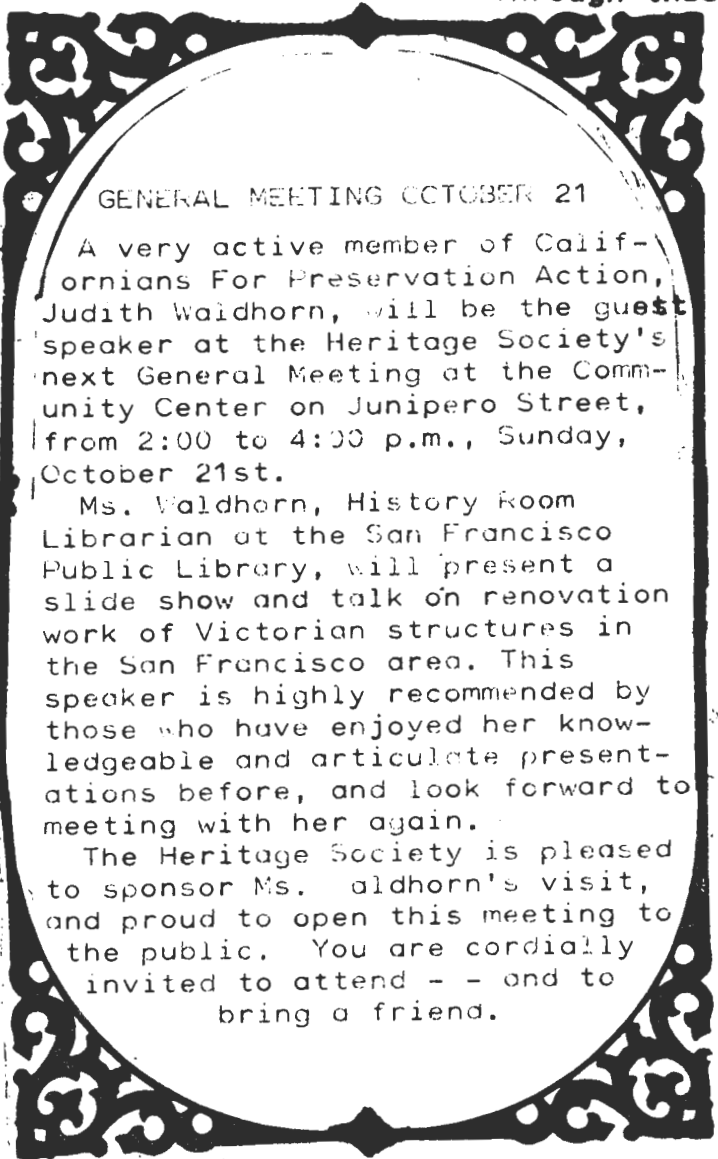 GENERAL MEETING OCTOBER 21
A very active member of Calif-
ornians For Preservation Action,
Judith Waldhorn, will be the guest
speaker at the Heritage Society's
next General Meeting at the Comm-
unity Center on Junipero Street,
from 2:00 to 4:00 p.m., Sunday,
October 21st.
Ms. Waldhorn, History Room
Librarian at the San Francisco
Public Library, will present a
slide show and talk on renovation
work of Victorian structures in
the San Francisco area. This
speaker is highly recommended by
those who have enjoyed her know-
ledgeable and articulate present-
ations before, and look forward to
meeting with her again.
The Heritage Society is pleased
to sponsor Ms. aldhorn's visit,
and proud to open this meeting to
the public. You are cordially
invited to attend - - and to
bring a friend.